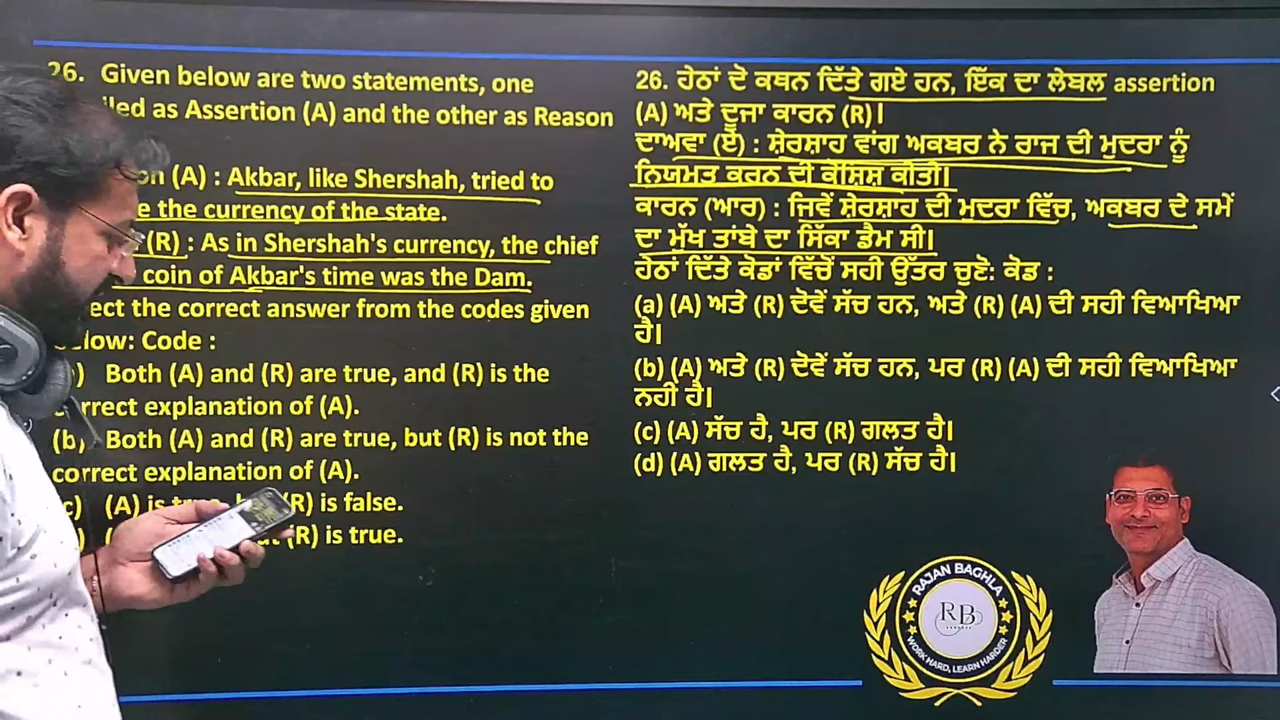 26. Given below are two statements, one
led as Assertion (A) and the other as Reason
on (A) : Akbar, like Shershah, tried to
e the currency of the state.
(R) : As in Shershah's currency, the chief
coin of Akbar's time was the Dam.
ect the correct answer from the codes given
low: Code :
) Both (A) and (R) are true, and (R) is the
rrect explanation of (A).
(b) Both (A) and (R) are true, but (R) is not the
correct explanation of (A).
c) (A) is true, (R) is false.
(R) is true.
26. ਹੇਠਾਂ ਦੋ ਕਥਨ ਦਿੱਤੇ ਗਏ ਹਨ, ਇੱਕ ਦਾ ਲੇਬਲ assertion
(A) ਅਤੇ ਦੂਜਾ ਕਾਰਨ (R)।
ਦਾਅਵਾ (ਏ) : ਸ਼ੇਰਸ਼ਾਹ ਵਾਂਗ ਅਕਬਰ ਨੇ ਰਾਜ ਦੀ ਮੁਦਰਾ ਨੂੰ
ਨਿਯਮਤ ਕਰਨ ਦੀ ਕੋਸ਼ਿਸ਼ ਕੀਤੀ।
ਕਾਰਨ (ਆਰ) : ਜਿਵੇਂ ਸ਼ੇਰਸ਼ਾਹ ਦੀ ਮੁਦਰਾ ਵਿੱਚ, ਅਕਬਰ ਦੇ ਸਮੇਂ
ਦਾ ਮੁੱਖ ਤਾਂਬੇ ਦਾ ਸਿੱਕਾ ਡੈਮ ਸੀ।
ਹੇਠਾਂ ਦਿੱਤੇ ਕੋਡਾਂ ਵਿੱਚੋਂ ਸਹੀ ਉੱਤਰ ਚੁਣੋ: ਕੋਡ :
(a) (A) ਅਤੇ (R) ਦੋਵੇਂ ਸੱਚ ਹਨ, ਅਤੇ (R) (A) ਦੀ ਸਹੀ ਵਿਆਖਿਆ
ਹੈ।
(b) (A) ਅਤੇ (R) ਦੋਵੇਂ ਸੱਚ ਹਨ, ਪਰ (R) (A) ਦੀ ਸਹੀ ਵਿਆਖਿਆ
ਨਹੀਂ ਹੈ।
(c) (A) ਸੱਚ ਹੈ, ਪਰ (R) ਗਲਤ ਹੈ।
(d) (A) ਗਲਤ ਹੈ, ਪਰ (R) ਸੱਚ ਹੈ।
RAJAN BAGHLA
RB
WORK HARD, LEARN HARDER